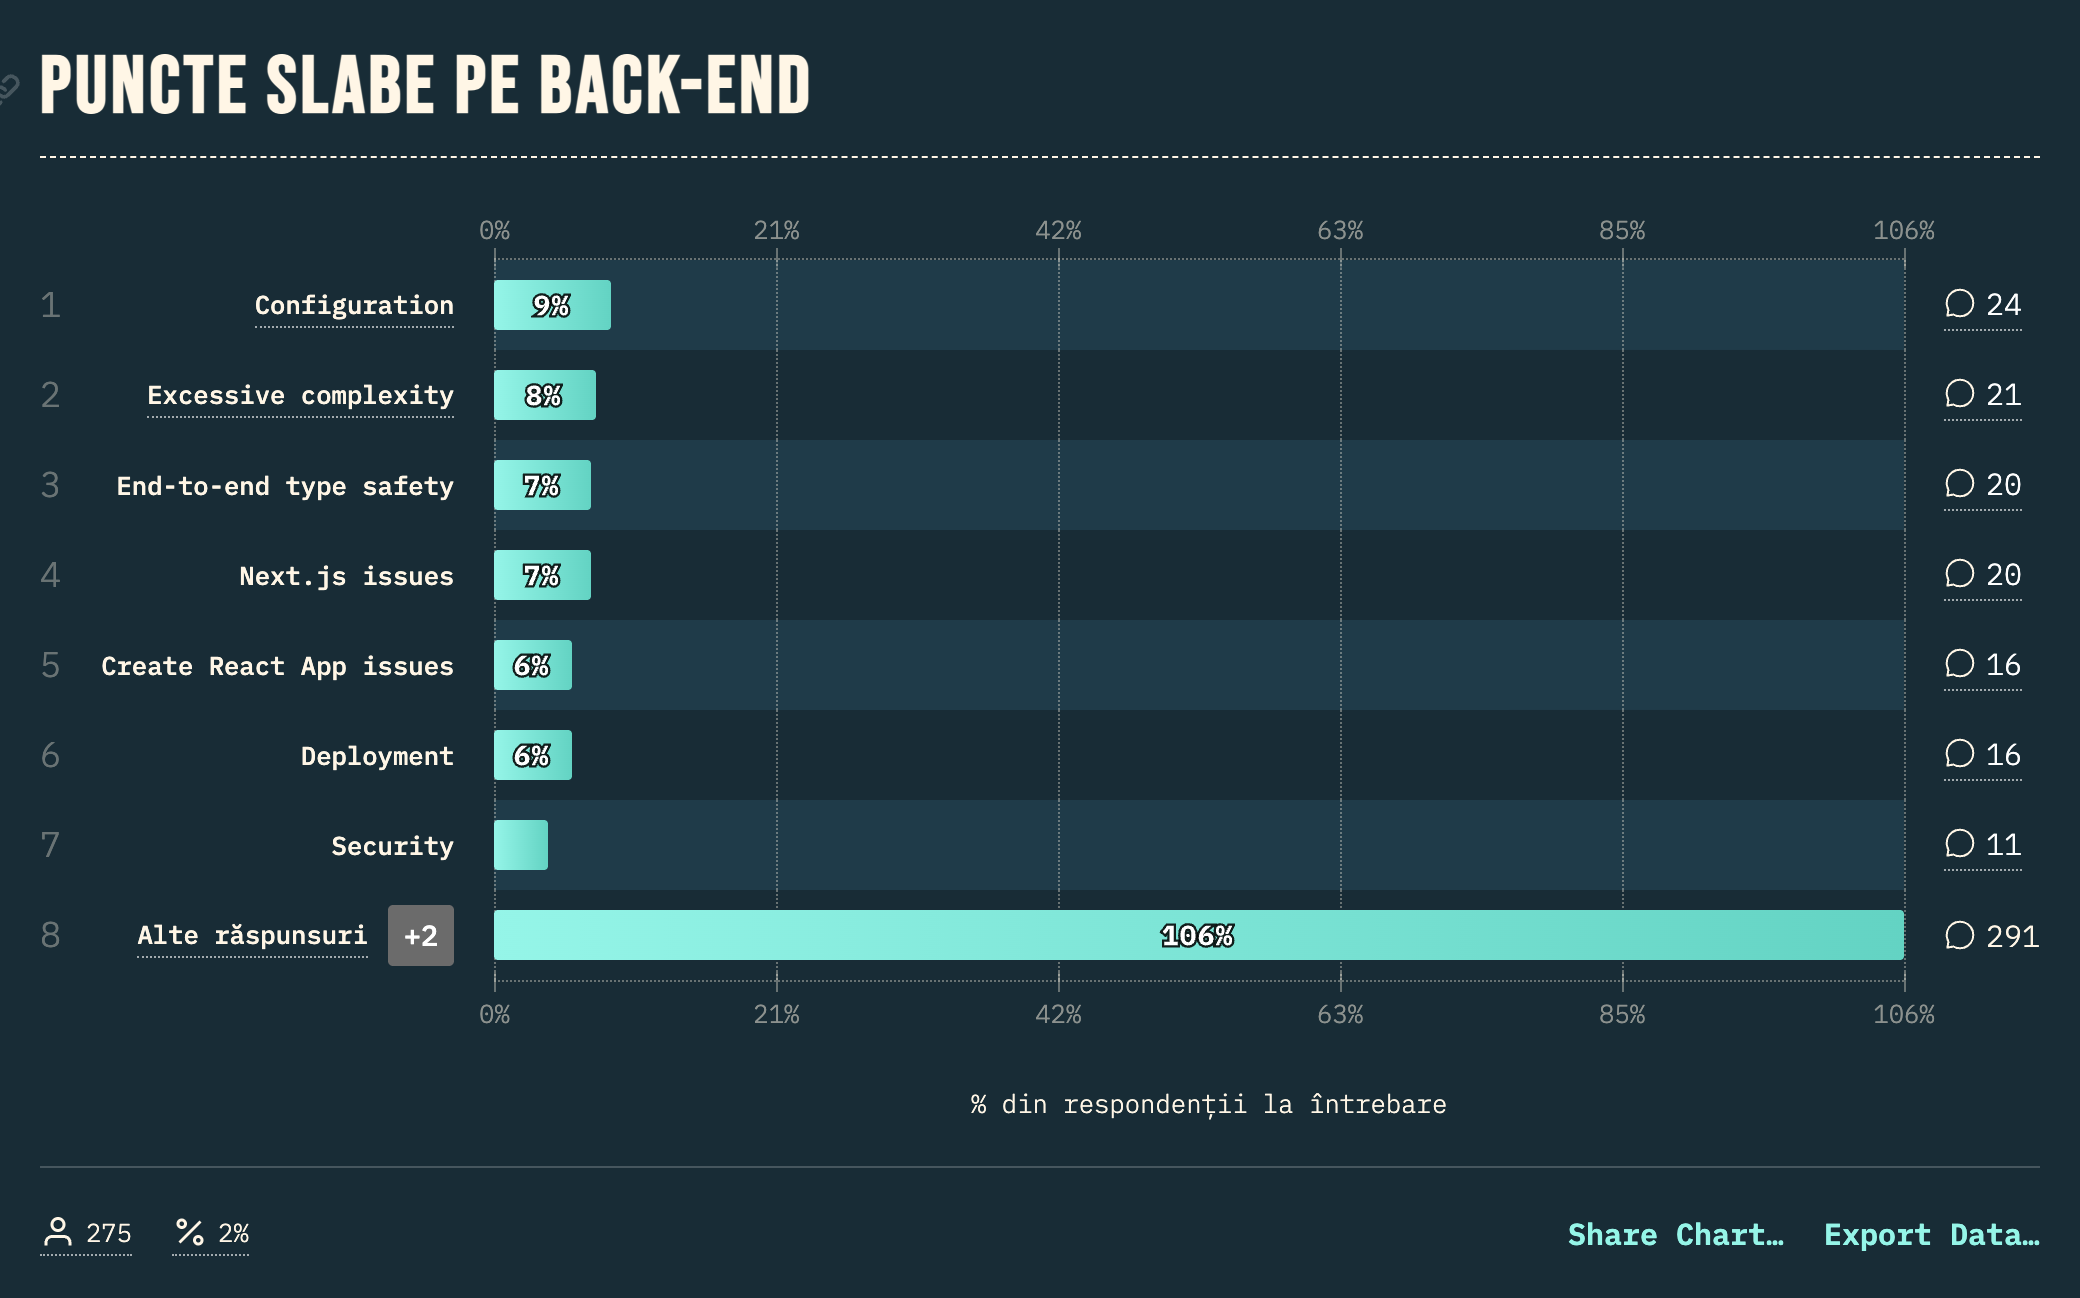 PUNCTE SLABE PE BACK-END
0% 21% 42% 63% 85% 106%
1 Configuration 9% 24
2 Excessive complexity 8% 21
3 End-to-end type safety 7% 20
4 Next.js issues 7% 20
5 Create React App issues 6% 16
6 Deployment 6% 16
7 Security 11
8 Alte răspunsuri +2 106% 291
0% 21% 42% 63% 85% 106%
% din respondenții la întrebare
275 2% Share Chart… Export Data…